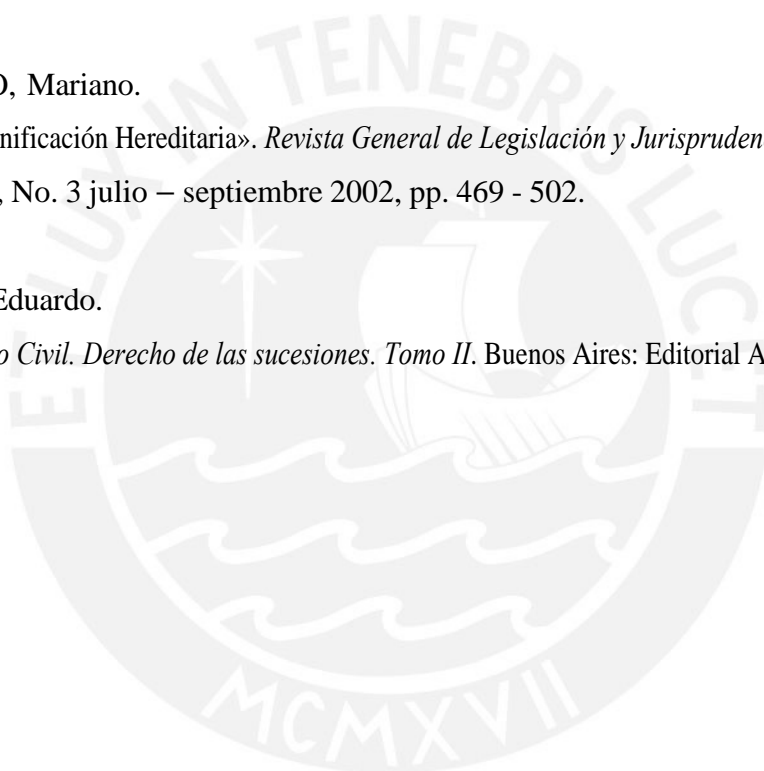 , Mariano.
nificación Hereditaria». Revista General de Legislación y Jurispruden
, No. 3 julio – septiembre 2002, pp. 469 - 502.
Eduardo.
o Civil. Derecho de las sucesiones. Tomo II. Buenos Aires: Editorial A
ET LUX IN TENEBRIS LUCET
MCMXVII